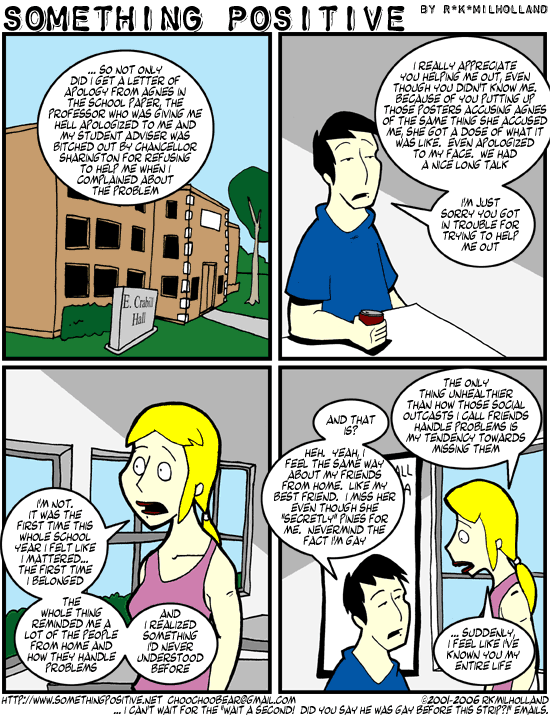 SOMETHING POSITIVE
BY R*K*MILHOLLAND
... SO NOT ONLY
DID I GET A LETTER OF
APOLOGY FROM AGNES IN
THE SCHOOL PAPER, THE
PROFESSOR WHO WAS GIVING ME
HELL APOLOGIZED TO ME AND
MY STUDENT ADVISER WAS
BITCHED OUT BY CHANCELLOR
SHARINGTON FOR REFUSING
TO HELP ME WHEN I
COMPLAINED ABOUT
THE PROBLEM
E. Crabill
Hall
I REALLY APPRECIATE
YOU HELPING ME OUT, EVEN
THOUGH YOU DIDN'T KNOW ME.
BECAUSE OF YOU PUTTING UP
THOSE POSTERS ACCUSING AGNES
OF THE SAME THING SHE ACCUSED
ME, SHE GOT A DOSE OF WHAT IT
WAS LIKE. EVEN APOLOGIZED
TO MY FACE. WE HAD
A NICE LONG TALK
I'M JUST
SORRY YOU GOT
IN TROUBLE FOR
TRYING TO HELP
ME OUT
I'M NOT.
IT WAS THE
FIRST TIME THIS
WHOLE SCHOOL
YEAR I FELT LIKE
I MATTERED...
THE FIRST TIME
I BELONGED
THE
WHOLE THING
REMINDED ME A
LOT OF THE PEOPLE
FROM HOME AND
HOW THEY HANDLE
PROBLEMS
AND
I REALIZED
SOMETHING
I'D NEVER
UNDERSTOOD
BEFORE
THE ONLY
THING UNHEALTHIER
THAN HOW THOSE SOCIAL
OUTCASTS I CALL FRIENDS
HANDLE PROBLEMS IS
MY TENDENCY TOWARDS
MISSING THEM
AND THAT
IS?
HEH. YEAH, I
FEEL THE SAME WAY
ABOUT MY FRIENDS
FROM HOME. LIKE MY
BEST FRIEND. I MISS HER
EVEN THOUGH SHE
"SECRETLY" PINES FOR
ME. NEVERMIND THE
FACT I'M GAY
ALL
A
... SUDDENLY,
I FEEL LIKE I'VE
KNOWN YOU MY
ENTIRE LIFE
HTTP://WWW.SOMETHINGPOSITIVE.NET CHOOCHOOBEAR@GMAIL.COM
©2001-2006 RKMILHOLLAND
... I CAN'T WAIT FOR THE "WAIT A SECOND! DID YOU SAY HE WAS GAY BEFORE THIS STRIP?!" EMAILS.